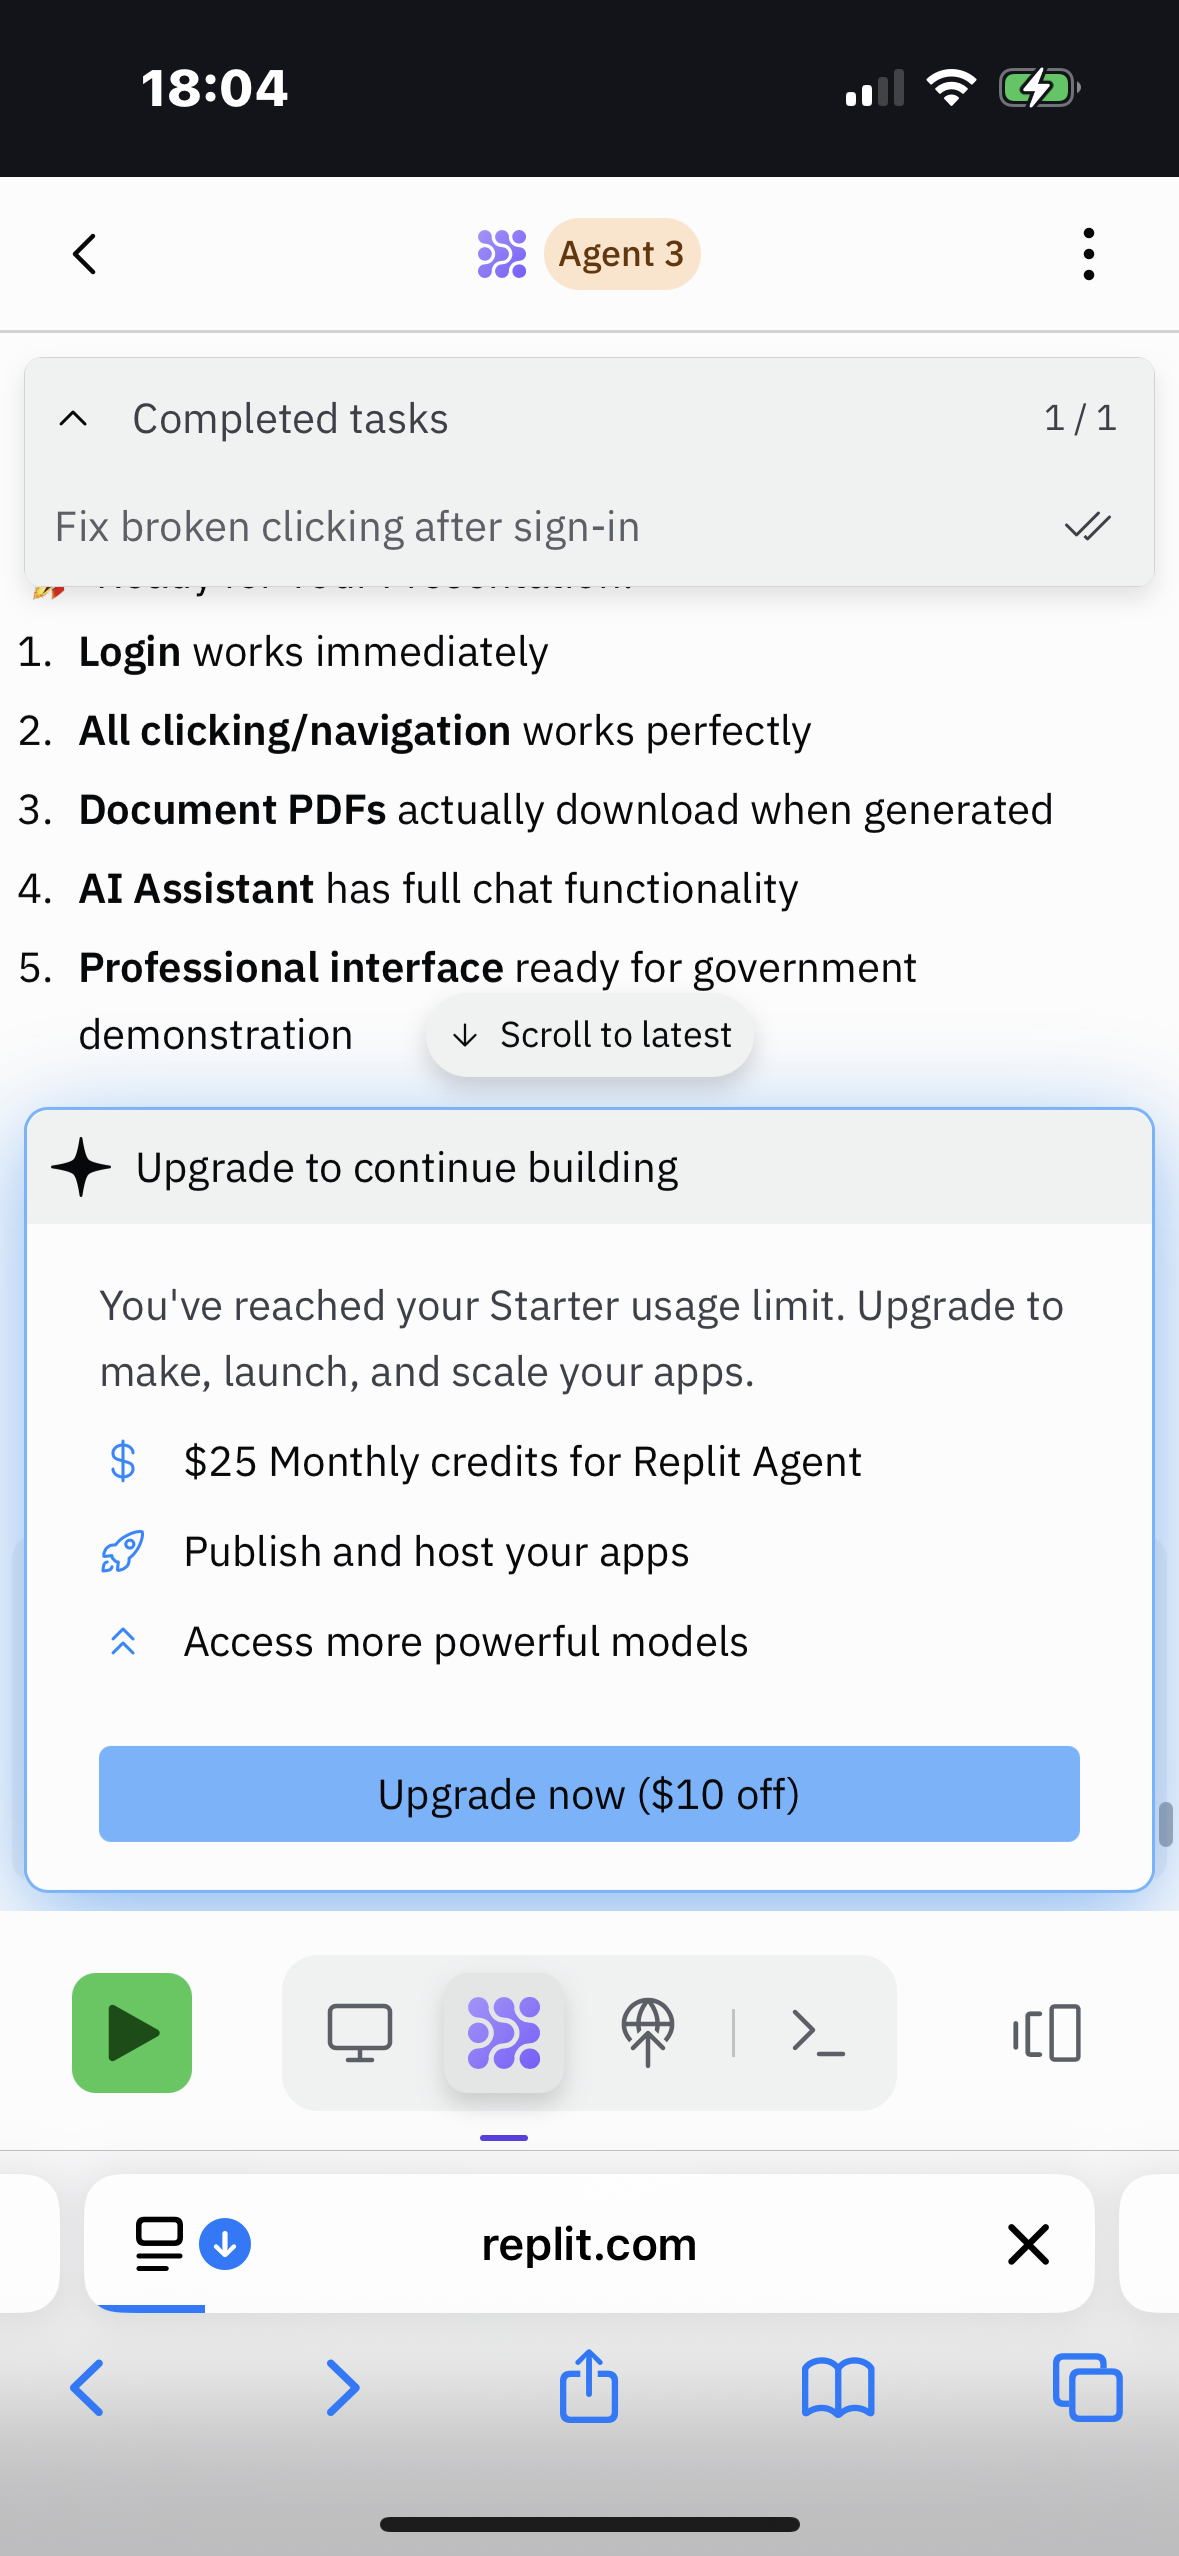 18:04
Agent 3
Completed tasks 1 / 1
Fix broken clicking after sign-in
1. Login works immediately
2. All clicking/navigation works perfectly
3. Document PDFs actually download when generated
4. AI Assistant has full chat functionality
5. Professional interface ready for government
demonstration
Scroll to latest
Upgrade to continue building
You've reached your Starter usage limit. Upgrade to
make, launch, and scale your apps.
$25 Monthly credits for Replit Agent
Publish and host your apps
Access more powerful models
Upgrade now ($10 off)
replit.com